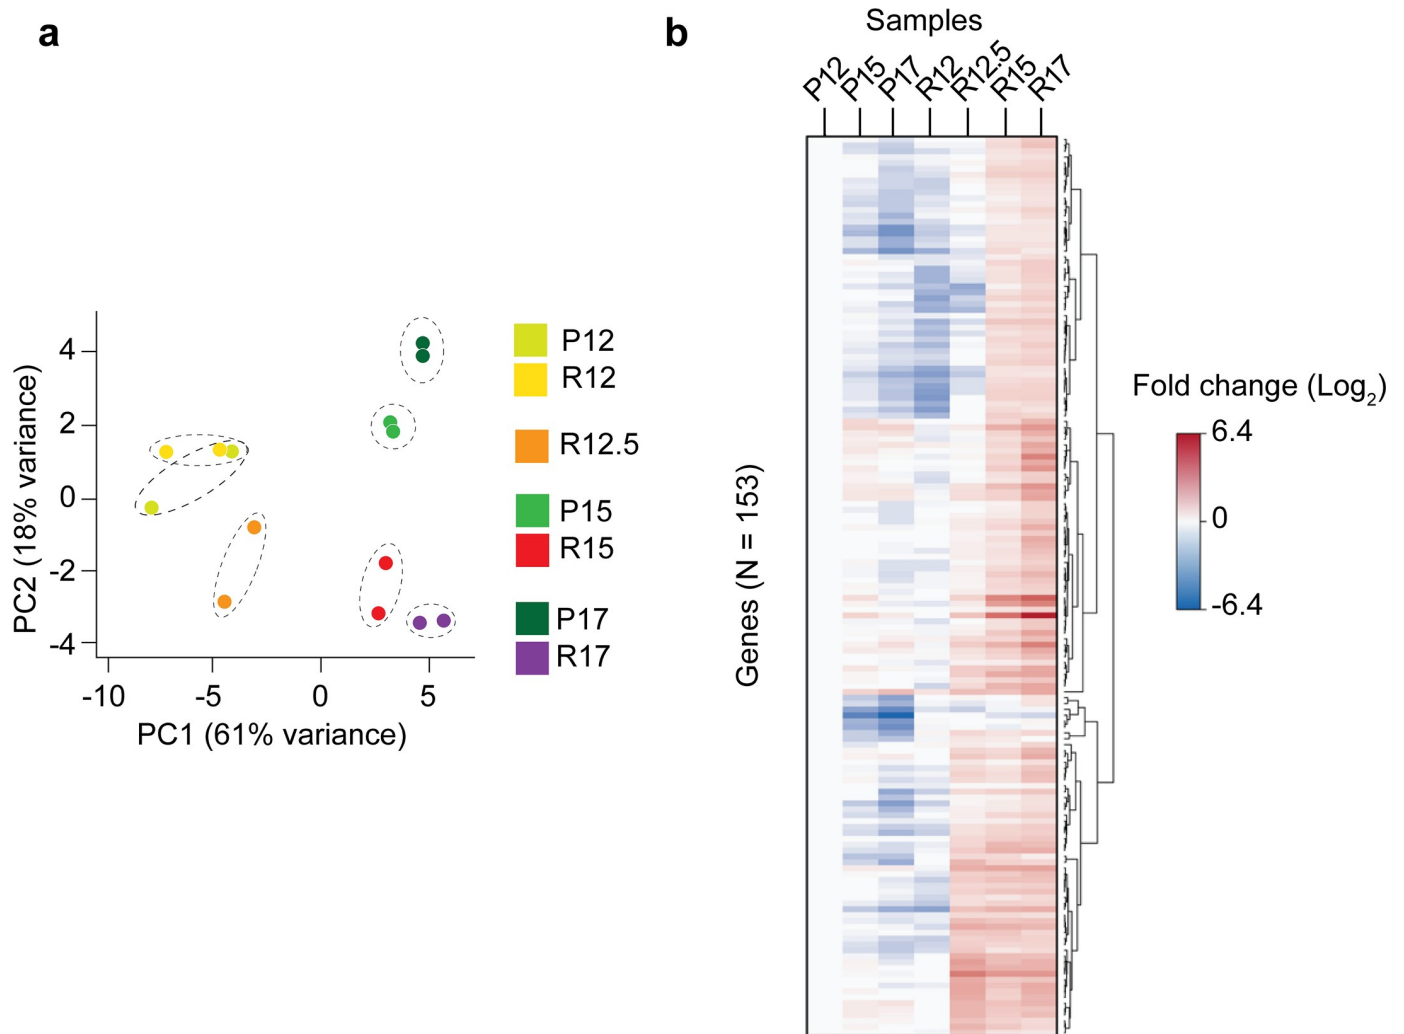 a
PC2 (18% variance)
4
2
0
-2
-4
-10
-5
0
5
PC1 (61% variance)
P12
R12
R12.5
P15
R15
P17
R17
b
Samples
P12
P15
P17
R12
R12.5
R15
R17
Genes (N = 153)
Fold change (Log2)
6.4
0
-6.4